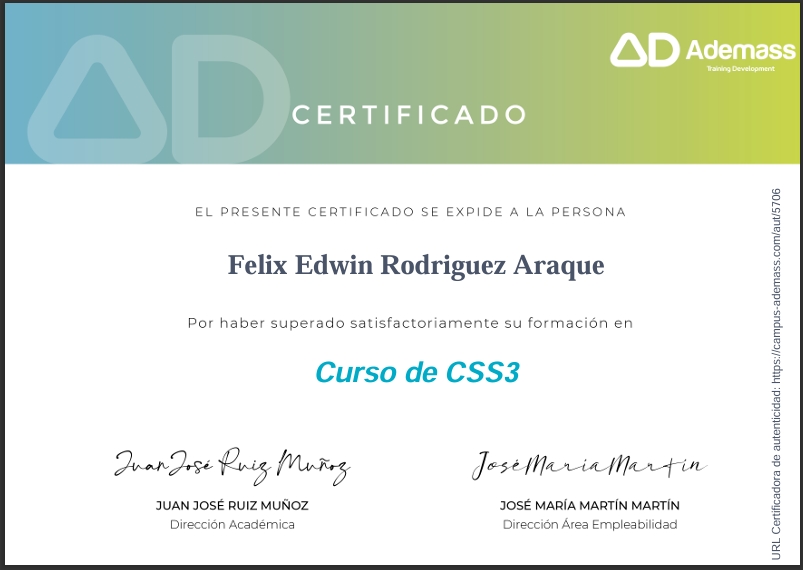 AD Ademass
Training Development
CERTIFICADO
EL PRESENTE CERTIFICADO SE EXPIDE A LA PERSONA
Felix Edwin Rodriguez Araque
Por haber superado satisfactoriamente su formación en
Curso de CSS3
Juan José Ruiz Muñoz
José María Martín
JUAN JOSÉ RUIZ MUÑOZ
JOSÉ MARÍA MARTÍN MARTÍN
Dirección Académica
Dirección Área Empleabilidad
URL Certificadora de autenticidad: https://campus-ademass.com/aut/5706